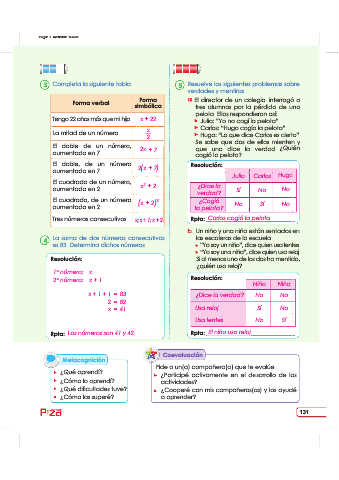 3 Completa la siguiente tabla:
Forma verbal
Forma simbólica
Tengo 22 años más que mi hijo
x + 22
La mitad de un número
x/2
El doble de un número, aumentado en 7
2x + 7
El doble, de un número aumentado en 7
2(x + 7)
El cuadrado de un número, aumentado en 2
x² + 2
El cuadrado, de un número aumentado en 2
(x + 2)²
Tres números consecutivos
4 La suma de dos números consecutivos es 83. Determina dichos números.
Resolución:
1er número: x
2do número: x + 1
x + x + 1 = 83
2x = 82
x = 41
Rpta: Los números son 41 y 42.
5 Resuelve los siguientes problemas sobre verdades y mentiras
a. El director de un colegio interrogó a tres alumnos por la pérdida de una pelota. Ellos respondieron así:
Julia: "Yo no cogí la pelota"
Carlos: "Hugo cogió la pelota"
Hugo: "Lo que dice Carlos es cierto"
Se sabe que dos de ellos mienten y que uno dice la verdad ¿Quién cogió la pelota?
Resolución:
Julia Carlos Hugo
¿Dice la verdad? Sí No No
¿Cogió la pelota? No Sí No
Rpta: Carlos cogió la pelota
b. Un niño y una niña están sentados en las escaleras de la escuela
"Yo soy un niño", dice quien usa lentes
"Yo soy una niña", dice quien usa reloj
Si al menos uno de los dos ha mentido, ¿quién usa reloj?
Resolución:
Niño Niña
¿Dice la verdad? No No
Usa reloj Sí No
Usa lentes No Sí
Rpta: El niño usa reloj
Metacognición
¿Qué aprendí?
¿Cómo lo aprendí?
¿Qué dificultades tuve?
¿Cómo las superé?
Coevaluación
Pide a un(a) compañero(a) que te evalúe
¿Participé activamente en el desarrollo de las actividades?
¿Cooperé con mis compañeros(as) y los ayudé a aprender?
131